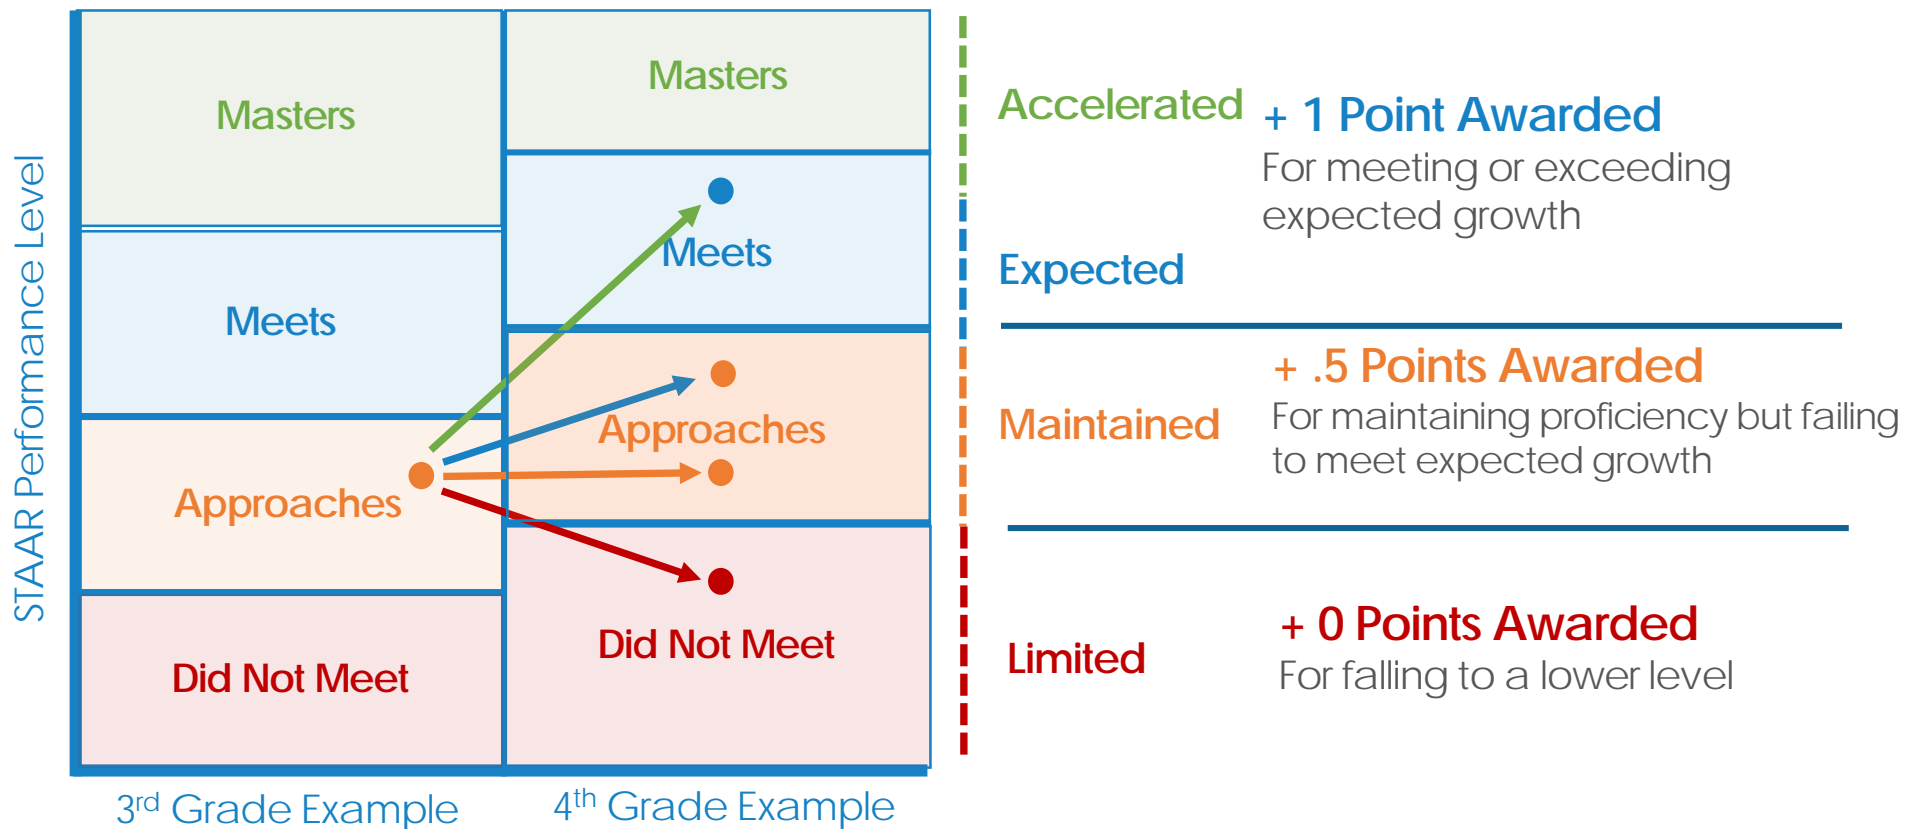 STAAR Performance Level
Masters
Meets
Approaches
Did Not Meet
3rd Grade Example
Masters
Meets
Approaches
Did Not Meet
4th Grade Example
Accelerated
+ 1 Point Awarded
For meeting or exceeding
expected growth
Expected
+ .5 Points Awarded
Maintained
For maintaining proficiency but failing
to meet expected growth
+ 0 Points Awarded
Limited
For falling to a lower level